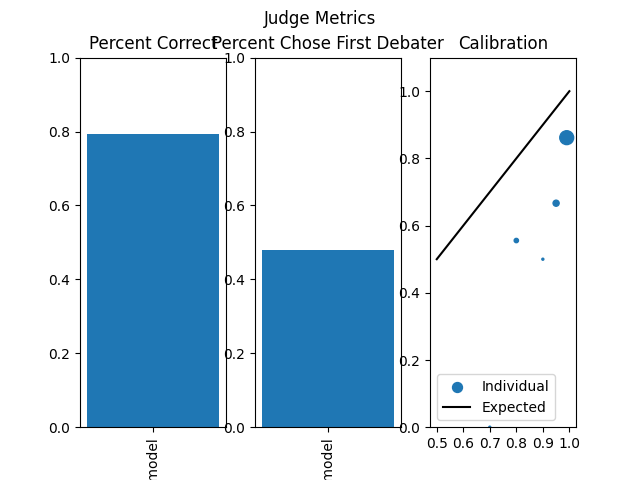 Judge Metrics
Percent Correct
Percent Chose First Debater
Calibration
1.0
0.8
0.6
0.4
0.2
0.0
model
1.0
0.8
0.6
0.4
0.2
0.0
model
1.0
0.8
0.6
0.4
0.2
0.0
Individual
Expected
0.5 0.6 0.7 0.8 0.9 1.0